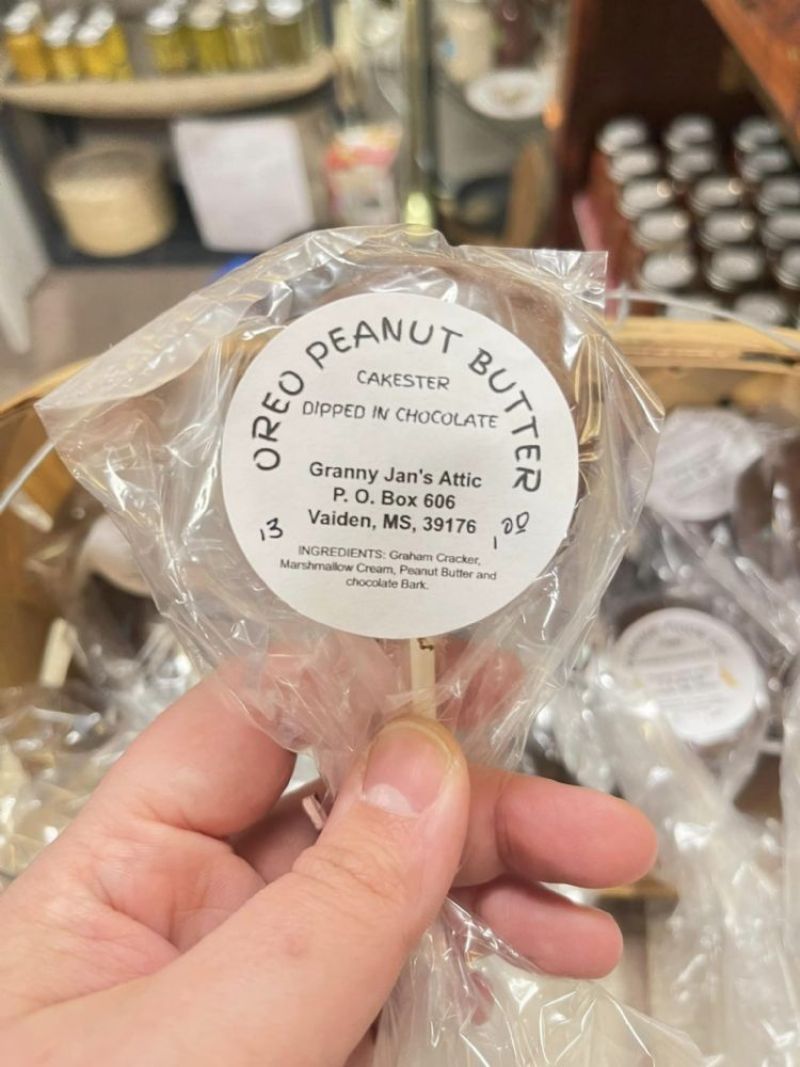 OREO PEANUT BUTTER
CAKESTER
DIPPED IN CHOCOLATE
Granny Jan's Attic
P. O. Box 606
Vaiden, MS, 39176
13
1 00
INGREDIENTS: Graham Cracker,
Marshmallow Cream, Peanut Butter and
chocolate Bark.